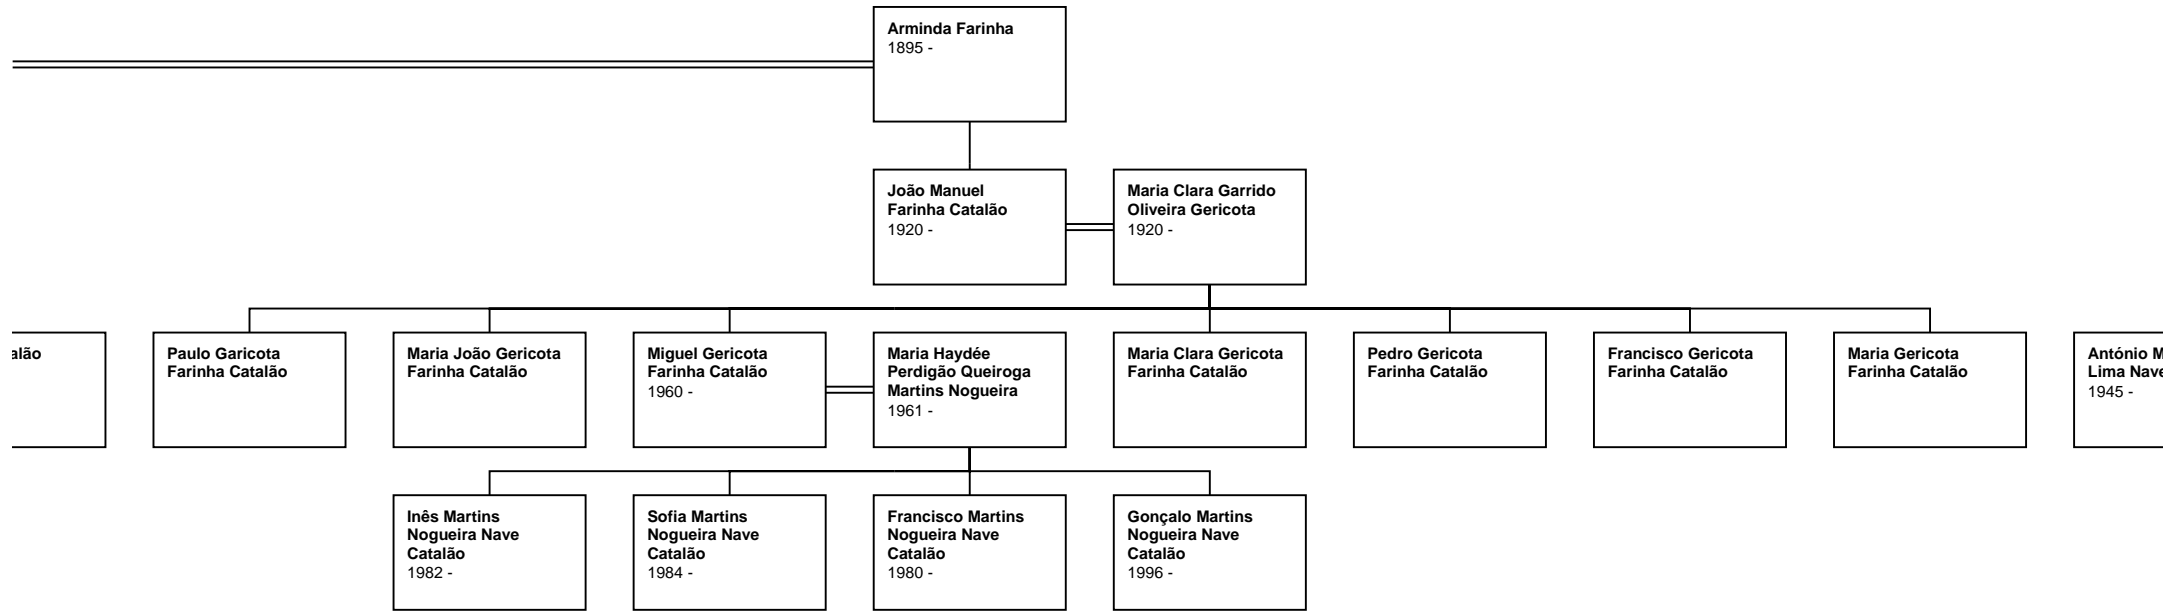 Arminda Farinha
1895 -
João Manuel
Farinha Catalão
1920 -
Maria Clara Garrido
Oliveira Gericota
1920 -
alão
Paulo Garicota
Farinha Catalão
Maria João Gericota
Farinha Catalão
Miguel Gericota
Farinha Catalão
1960 -
Maria Haydée
Perdigão Queiroga
Martins Nogueira
1961 -
Maria Clara Gericota
Farinha Catalão
Pedro Gericota
Farinha Catalão
Francisco Gericota
Farinha Catalão
Maria Gericota
Farinha Catalão
António M
Lima Nave
1945 -
Inês Martins
Nogueira Nave
Catalão
1982 -
Sofia Martins
Nogueira Nave
Catalão
1984 -
Francisco Martins
Nogueira Nave
Catalão
1980 -
Gonçalo Martins
Nogueira Nave
Catalão
1996 -